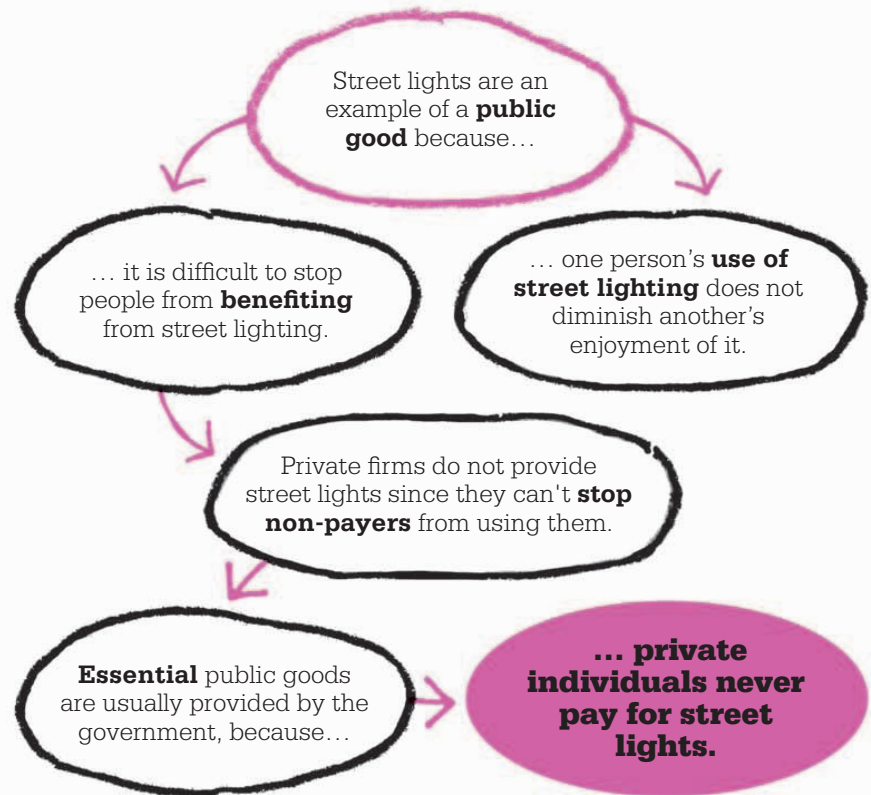 Street lights are an
example of a public
good because…
… it is difficult to stop
people from benefiting
from street lighting.
… one person’s use of
street lighting does not
diminish another’s
enjoyment of it.
Private firms do not provide
street lights since they can't stop
non-payers from using them.
Essential public goods
are usually provided by the
government, because…
… private
individuals never
pay for street
lights.